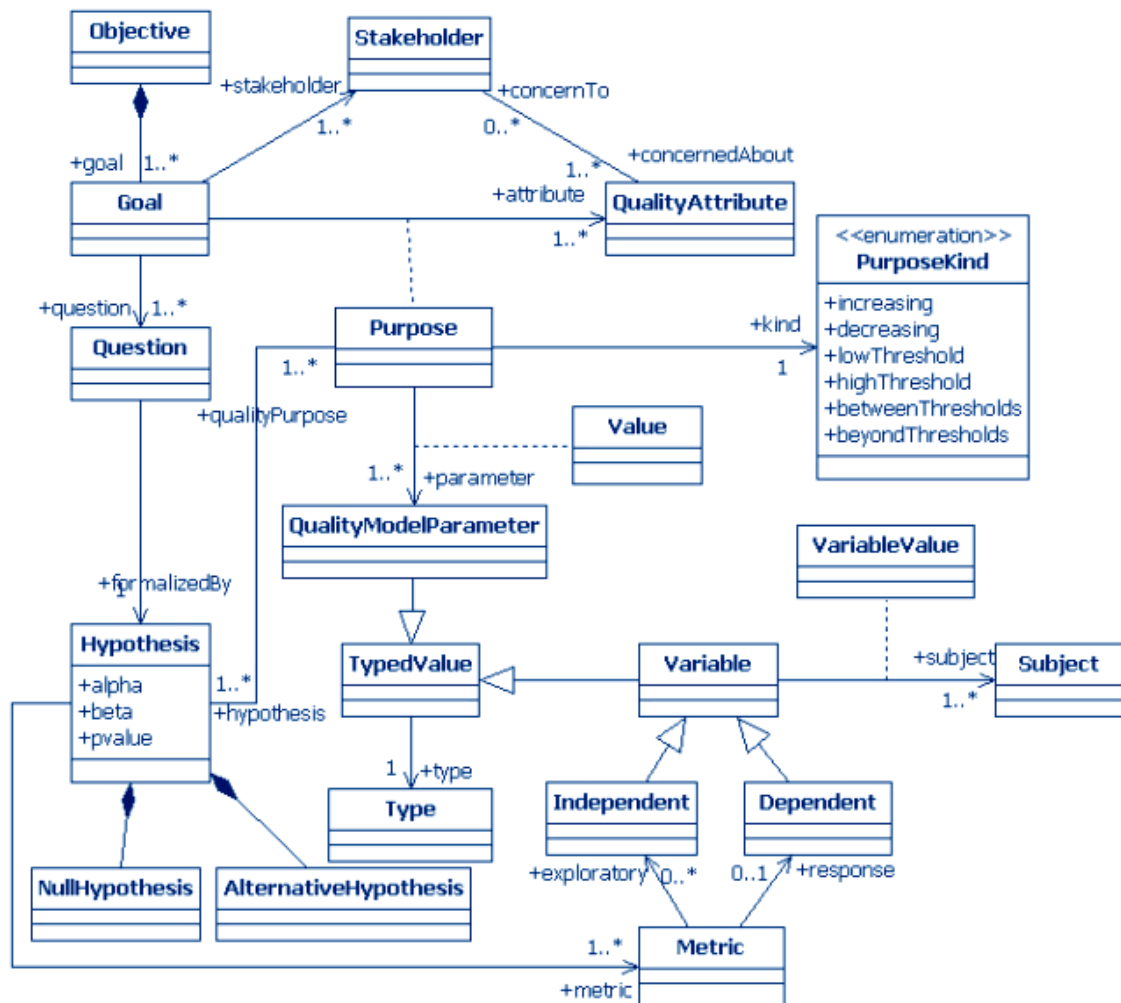 Objective
Stakeholder
+stakeholder
+concernTo
1..*
0..*
+goal
1..*
1..*
+concernedAbout
Goal
+attribute
QualityAttribute
1..*
<<enumeration>>
PurposeKind
+increasing
+decreasing
+lowThreshold
+highThreshold
+betweenThresholds
+beyondThresholds
+question
1..*
Question
Purpose
+kind
1
1..*
+qualityPurpose
Value
1..*
+parameter
QualityModelParameter
VariableValue
+formalizedBy
1
Hypothesis
+alpha
+beta
+pvalue
1..*
+hypothesis
TypedValue
Variable
+subject
1..*
Subject
1
+type
Type
Independent
Dependent
+exploratory
0..*
0..1
+response
NullHypothesis
AlternativeHypothesis
1..*
+metric
Metric